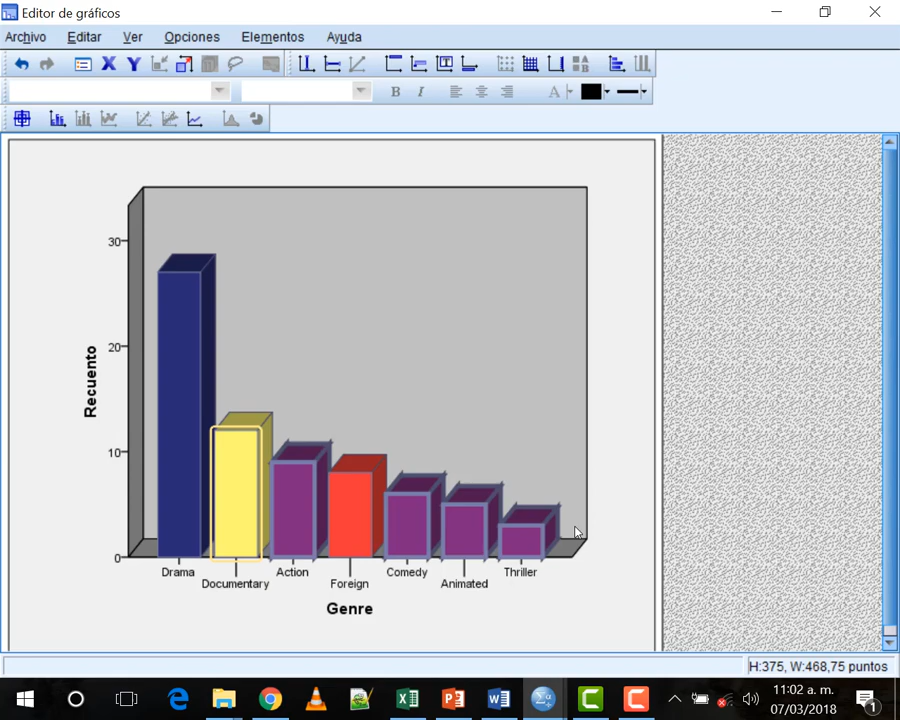 Editor de gráficos
Archivo Editar Ver Opciones Elementos Ayuda
X Y
B I A
30
20
10
0
Recuento
Drama Documentary Action Foreign Comedy Animated Thriller
Genre
H:375, W:468,75 puntos
11:02 a. m.
07/03/2018
1